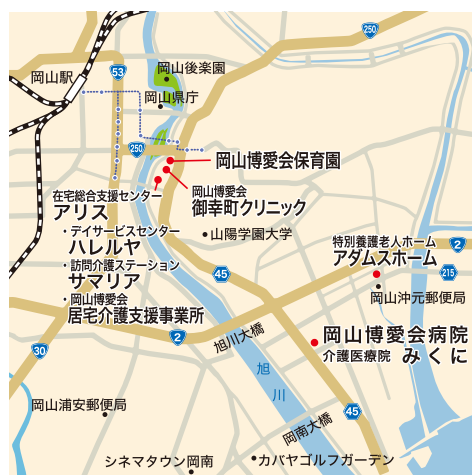 250
岡山駅
53
岡山後楽園
岡山県庁
250
岡山博愛会保育園
岡山博愛会
御幸町クリニック
在宅総合支援センター
アリス
・デイサービスセンター
ハレルヤ
・訪問介護ステーション
サマリア
・岡山博愛会
居宅介護支援事業所
山陽学園大学
特別養護老人ホーム
アダムスホーム
2
45
215
岡山沖元郵便局
旭川大橋
2
30
岡山博愛会病院
介護医療院 みくに
旭川
45
岡山浦安郵便局
岡南大橋
シネマタウン岡南
カバヤゴルフガーデン